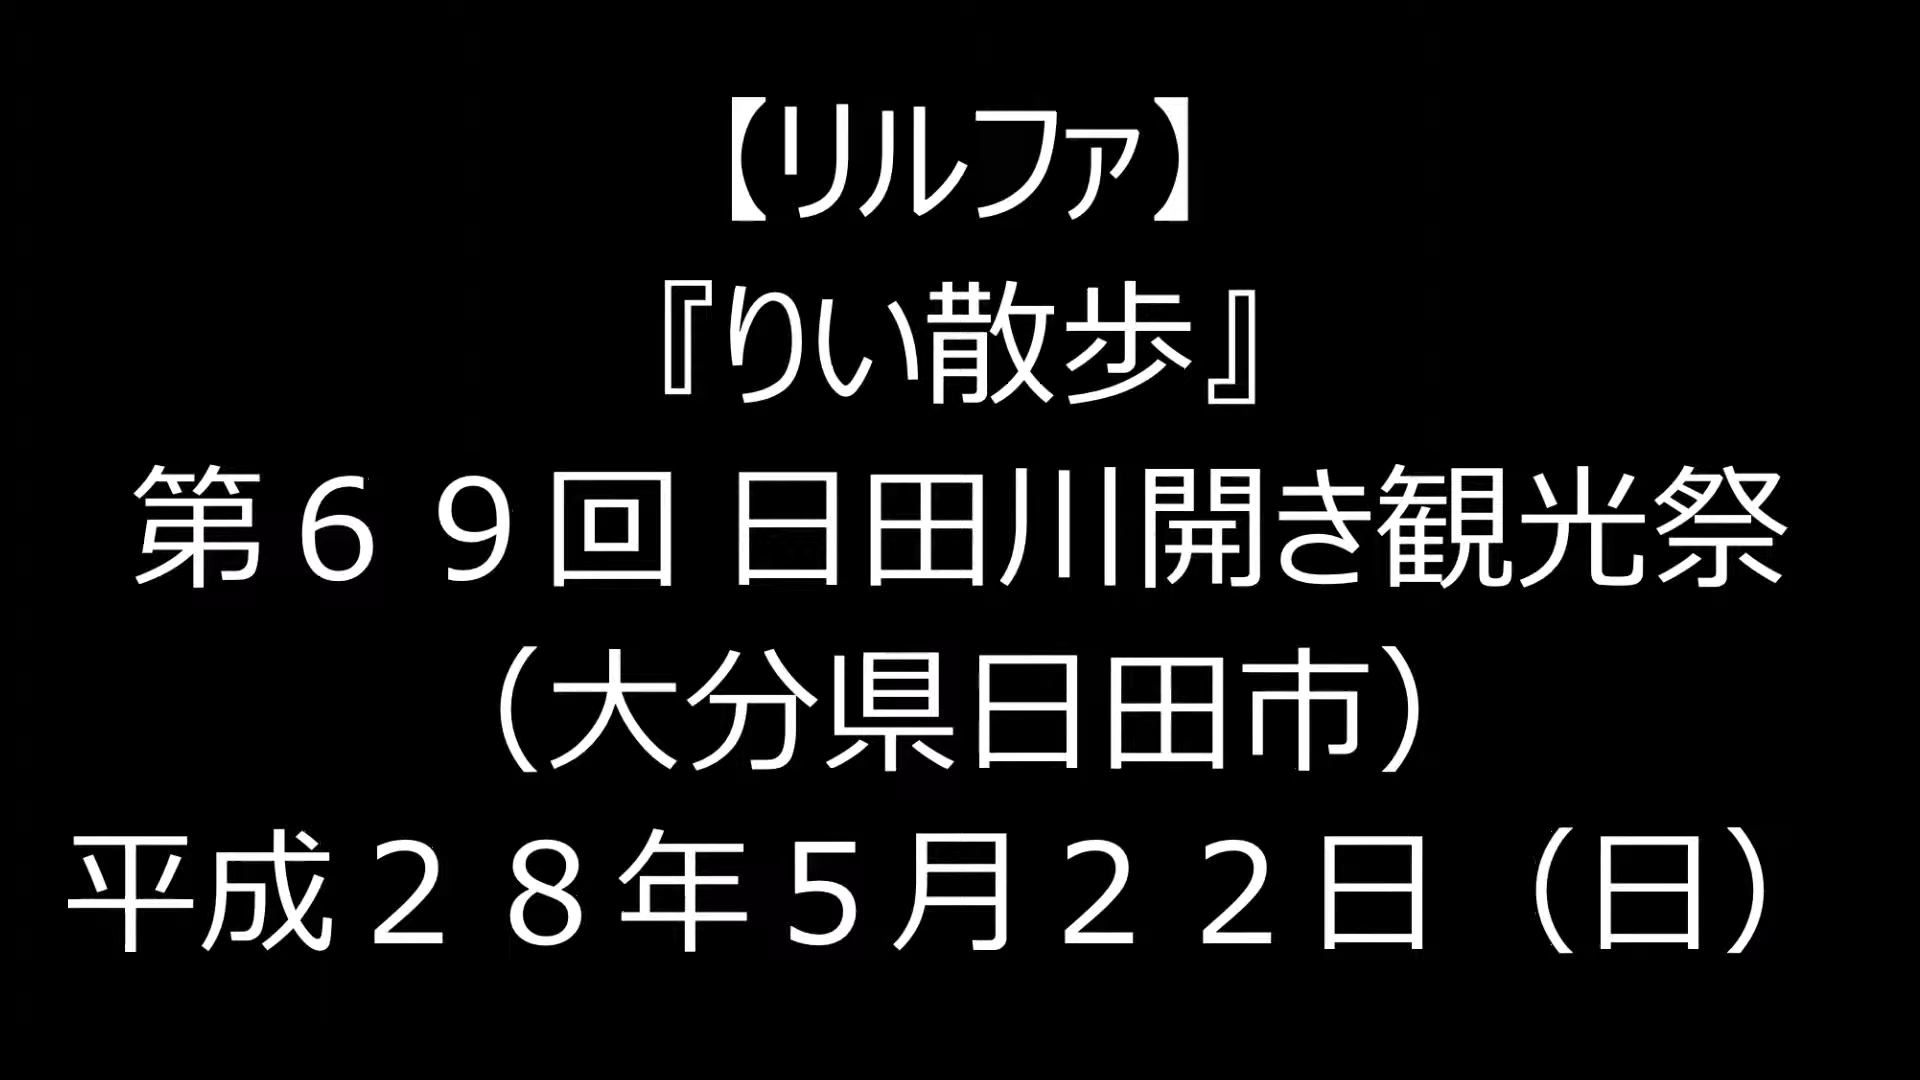 【リルファ】
『りい散歩』
第６９回 日田川開き観光祭
（大分県日田市）
平成２８年５月２２日（日）